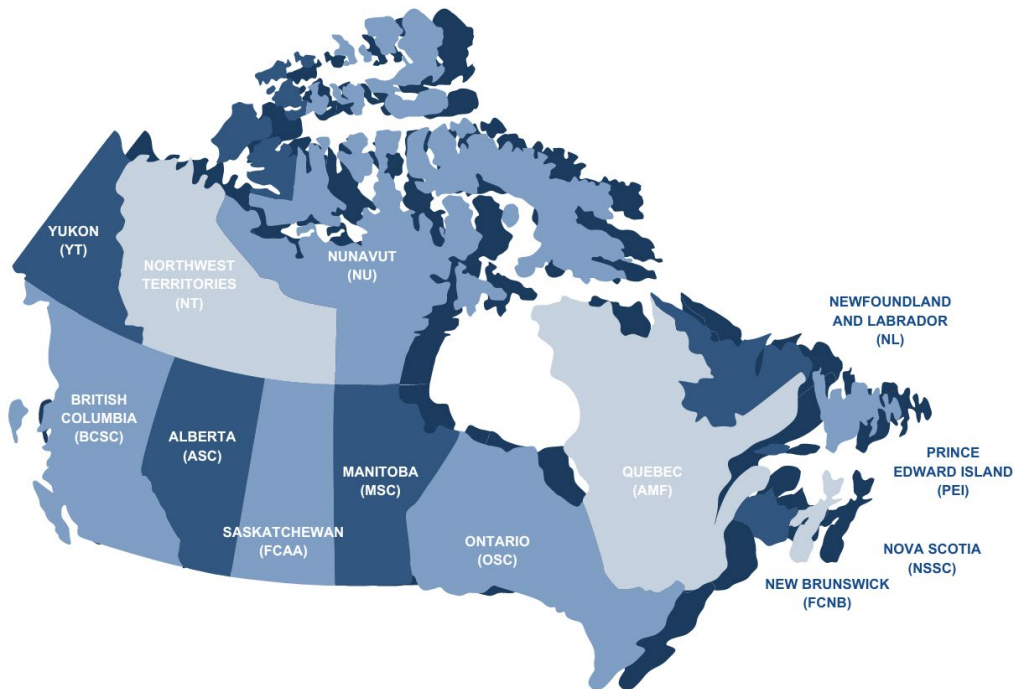 YUKON
(YT)
NORTHWEST
TERRITORIES
(NT)
NUNAVUT
(NU)
NEWFOUNDLAND
AND LABRADOR
(NL)
BRITISH
COLUMBIA
(BCSC)
ALBERTA
(ASC)
SASKATCHEWAN
(FCAA)
MANITOBA
(MSC)
ONTARIO
(OSC)
QUEBEC
(AMF)
PRINCE
EDWARD ISLAND
(PEI)
NOVA SCOTIA
(NSSC)
NEW BRUNSWICK
(FCNB)